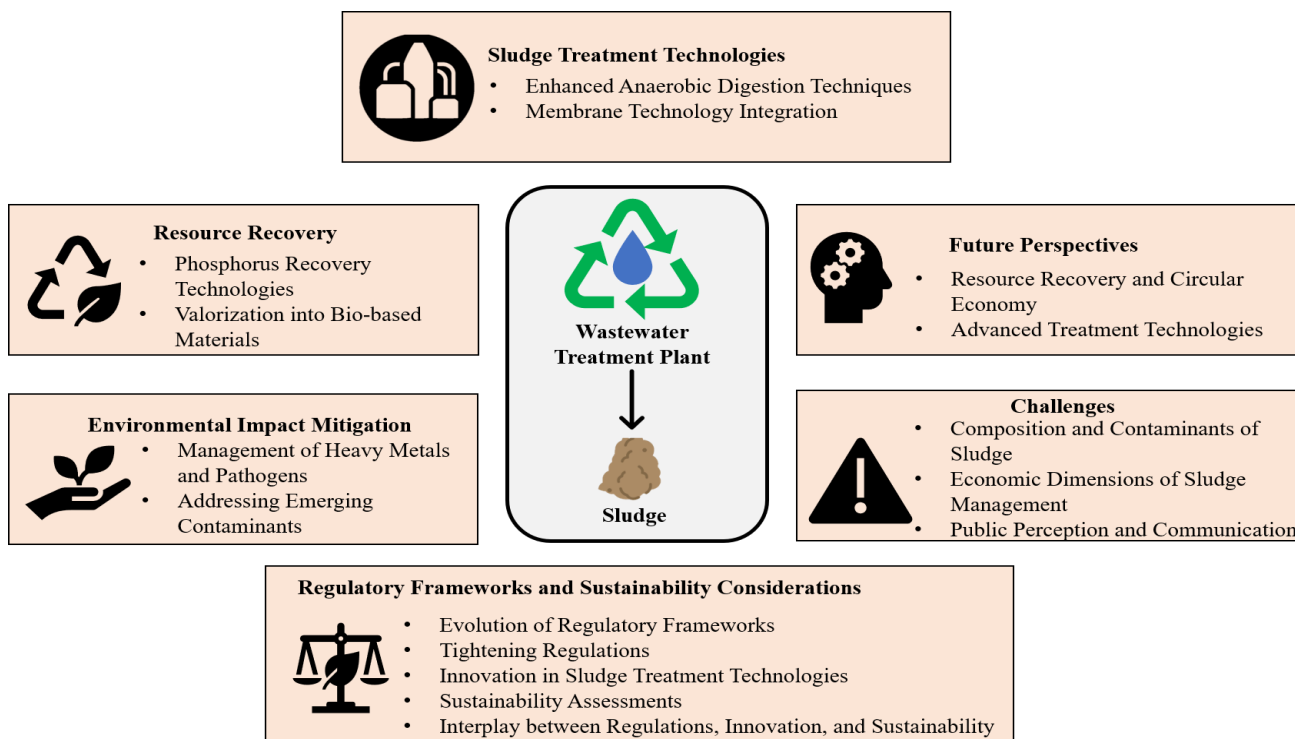 Sludge Treatment Technologies
• Enhanced Anaerobic Digestion Techniques
• Membrane Technology Integration
Resource Recovery
• Phosphorus Recovery
Technologies
• Valorization into Bio-based
Materials
Environmental Impact Mitigation
• Management of Heavy Metals
and Pathogens
• Addressing Emerging
Contaminants
Wastewater
Treatment Plant
Sludge
Future Perspectives
• Resource Recovery and Circular
Economy
• Advanced Treatment Technologies
Challenges
• Composition and Contaminants of
Sludge
• Economic Dimensions of Sludge
Management
• Public Perception and Communication
Regulatory Frameworks and Sustainability Considerations
• Evolution of Regulatory Frameworks
• Tightening Regulations
• Innovation in Sludge Treatment Technologies
• Sustainability Assessments
• Interplay between Regulations, Innovation, and Sustainability